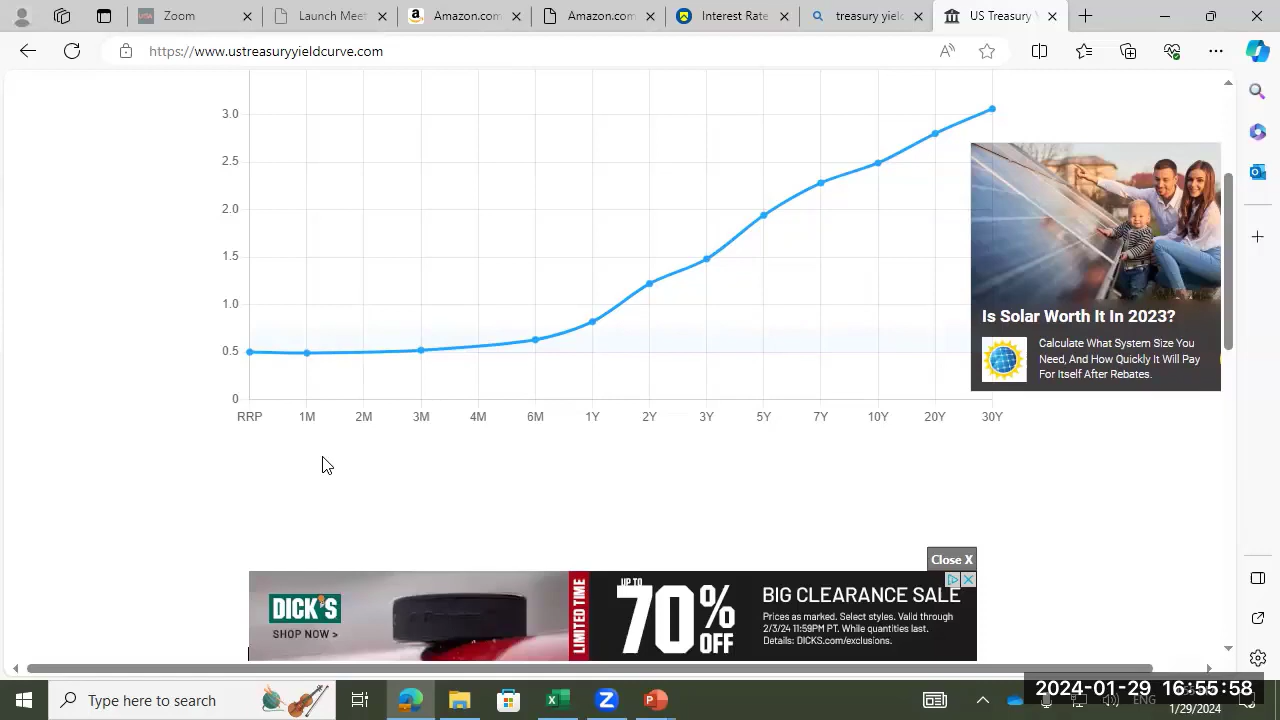 Zoom
Launch Meet
Amazon.com
Amazon.com
Interest Rate
treasury yiel
US Treasury
https://www.ustreasuryyieldcurve.com
3.0
2.5
2.0
1.5
1.0
0.5
0
RRP 1M 2M 3M 4M 6M 1Y 2Y 3Y 5Y 7Y 10Y 20Y 30Y
Is Solar Worth It In 2023?
Calculate What System Size You
Need, And How Quickly It Will Pay
For Itself After Rebates.
Close X
DICK'S
SHOP NOW >
LIMITED TIME
UP TO
70% OFF
BIG CLEARANCE SALE
Prices as marked. Select styles. Valid through
2/3/24 11:59PM PT. While quantities last.
Details: DICKS.com/exclusions.
Type here to search
ENG
2024-01-29 16:55:58
1/29/2024